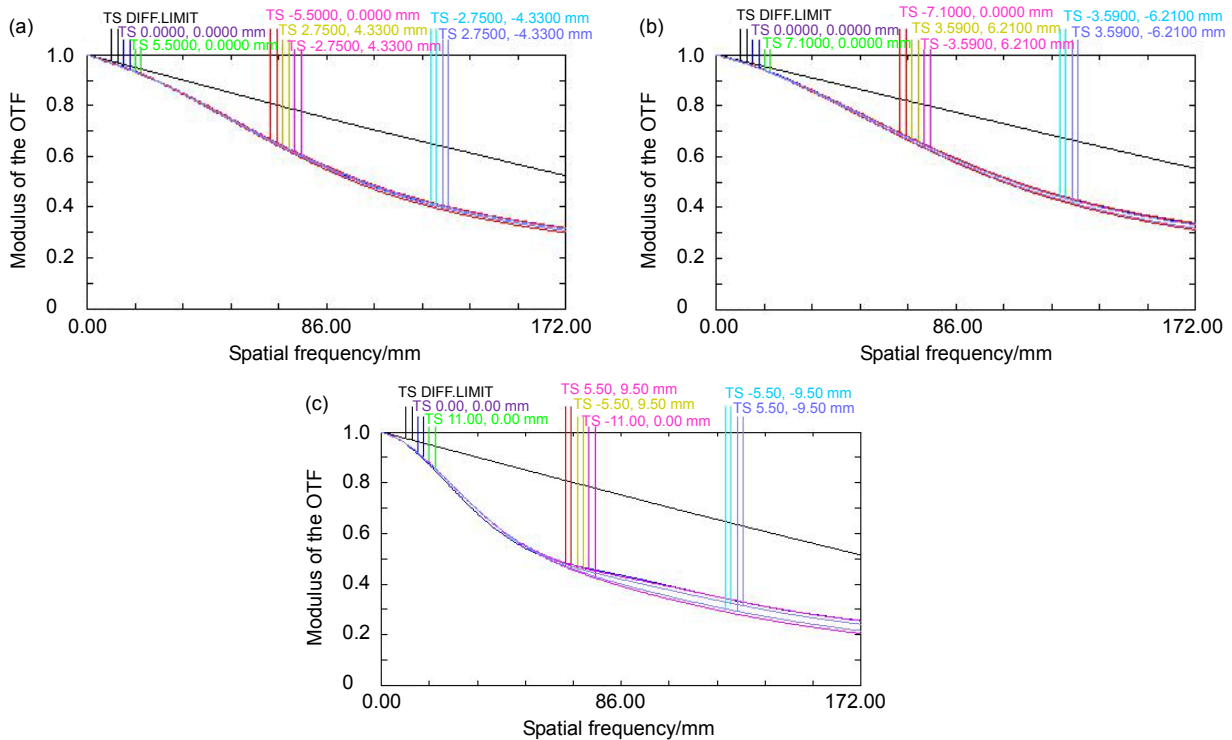 (a)
TS DIFF.LIMIT
TS 0.0000, 0.0000 mm
TS 5.5000, 0.0000 mm
TS -5.5000, 0.0000 mm
TS 2.7500, 4.3300 mm
TS -2.7500, 4.3300 mm
TS -2.7500, -4.3300 mm
TS 2.7500, -4.3300 mm
Modulus of the OTF
1.0
0.8
0.6
0.4
0.2
0
0.00
86.00
172.00
Spatial frequency/mm
(b)
TS DIFF.LIMIT
TS 0.0000, 0.0000 mm
TS 7.1000, 0.0000 mm
TS -7.1000, 0.0000 mm
TS 3.5900, 6.2100 mm
TS -3.5900, 6.2100 mm
TS -3.5900, -6.2100 mm
TS 3.5900, -6.2100 mm
Modulus of the OTF
1.0
0.8
0.6
0.4
0.2
0
0.00
86.00
172.00
Spatial frequency/mm
(c)
TS DIFF.LIMIT
TS 0.00, 0.00 mm
TS 11.00, 0.00 mm
TS 5.50, 9.50 mm
TS -5.50, 9.50 mm
TS -11.00, 0.00 mm
TS -5.50, -9.50 mm
TS 5.50, -9.50 mm
Modulus of the OTF
1.0
0.8
0.6
0.4
0.2
0
0.00
86.00
172.00
Spatial frequency/mm